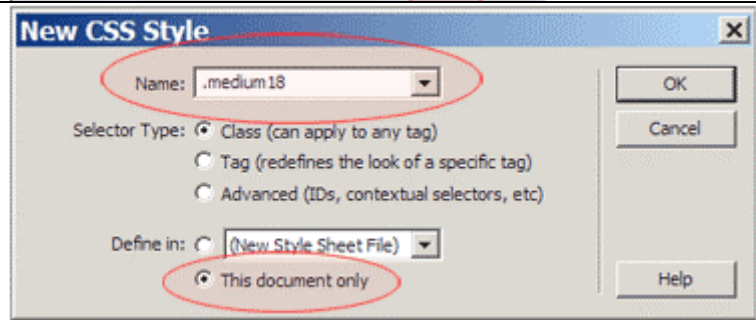 New CSS Style
Name: .medium18
OK
Selector Type: Class (can apply to any tag)
Cancel
Tag (redefines the look of a specific tag)
Advanced (IDs, contextual selectors, etc)
Define in: (New Style Sheet File)
This document only
Help